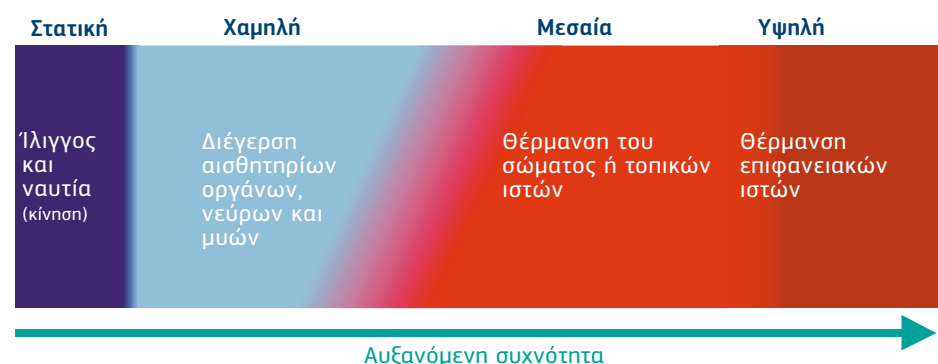 Στατική
Χαμηλή
Μεσαία
Υψηλή
Ίλιγγος
και
ναυτία
(κίνηση)
Διέγερση
αισθητηρίων
οργάνων,
νεύρων και
μυών
Θέρμανση του
σώματος ή τοπικών
ιστών
Θέρμανση
επιφανειακών
ιστών
Αυξανόμενη συχνότητα